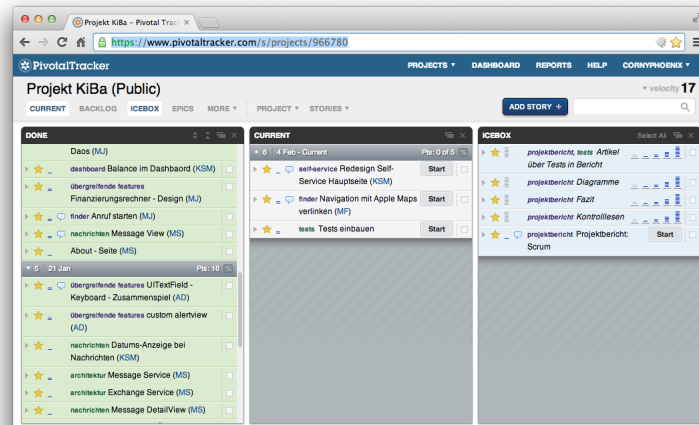 Projekt KiBa – Pivotal Track
https://www.pivotaltracker.com/s/projects/966780
PivotalTracker
PROJECTS DASHBOARD REPORTS HELP CORNYPHOENIX
Projekt KiBa (Public)
velocity 17
CURRENT BACKLOG ICEBOX EPICS MORE PROJECT STORIES
ADD STORY +
DONE
Daos (MJ)
dashboard Balance im Dashbaord (KSM)
übergreifende features
Finanzierungsrechner - Design (MJ)
finder Anruf starten (MJ)
nachrichten Message View (MS)
About - Seite (MS)
5 21 Jan Pts: 16
übergreifende features UITextField -
Keyboard - Zusammenspiel (AD)
übergreifende features custom alertview
(AD)
nachrichten Datums-Anzeige bei
Nachrichten (KSM)
architektur Message Service (MS)
architektur Exchange Service (MS)
nachrichten Message DetailView (MS)
CURRENT
6 4 Feb - Current Pts: 0 of 5
self-service Redesign Self-
Service Hauptseite (KSM)
Start
finder Navigation mit Apple Maps
verlinken (MF)
Start
tests Tests einbauen
Start
ICEBOX
Select All
projektbericht, tests Artikel
über Tests in Bericht
projektbericht Diagramme
projektbericht Fazit
projektbericht Kontrolllesen
projektbericht Projektbericht:
Scrum
Start